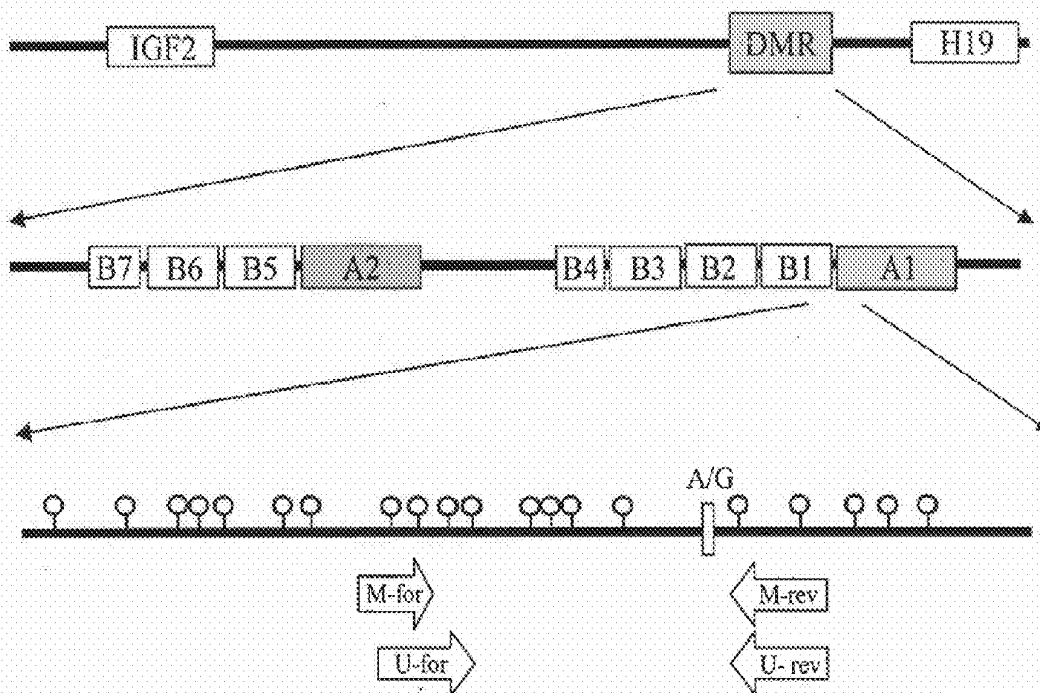 IGF2 DMR H19
B7 B6 B5 A2 B4 B3 B2 B1 A1
A/G
M-for M-rev
U-for U- rev